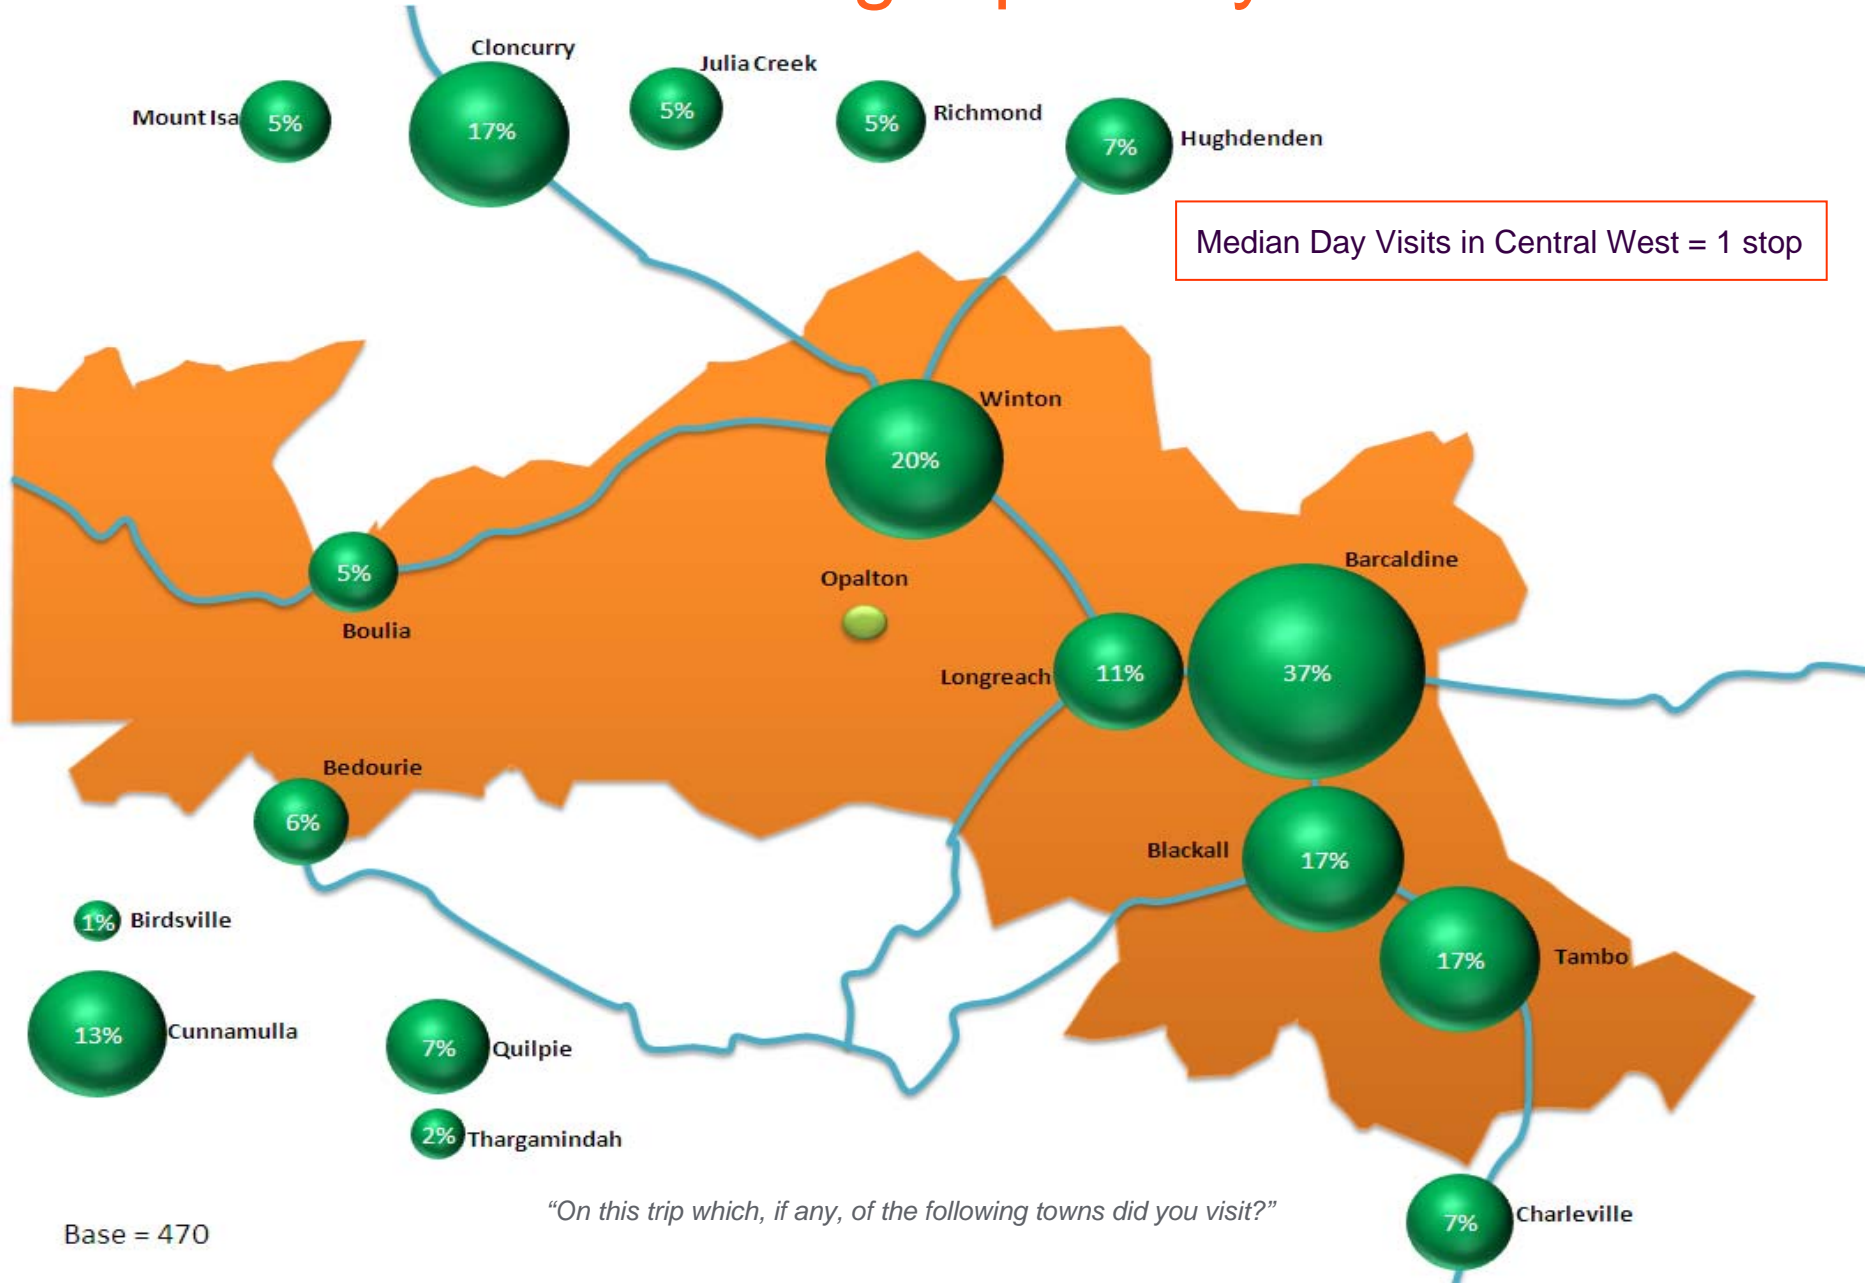 Cloncurry
Julia Creek
Mount Isa
5%
17%
5%
5%
Richmond
7%
Hughdenden
Median Day Visits in Central West = 1 stop
Winton
20%
Barcaldine
5%
Opalton
Boulia
Longreach
11%
37%
Bedourie
6%
Blackall
17%
1%
Birdsville
17%
Tambo
13%
Cunnamulla
7%
Quilpie
2%
Thargamindah
“On this trip which, if any, of the following towns did you visit?”
7%
Charleville
Base = 470